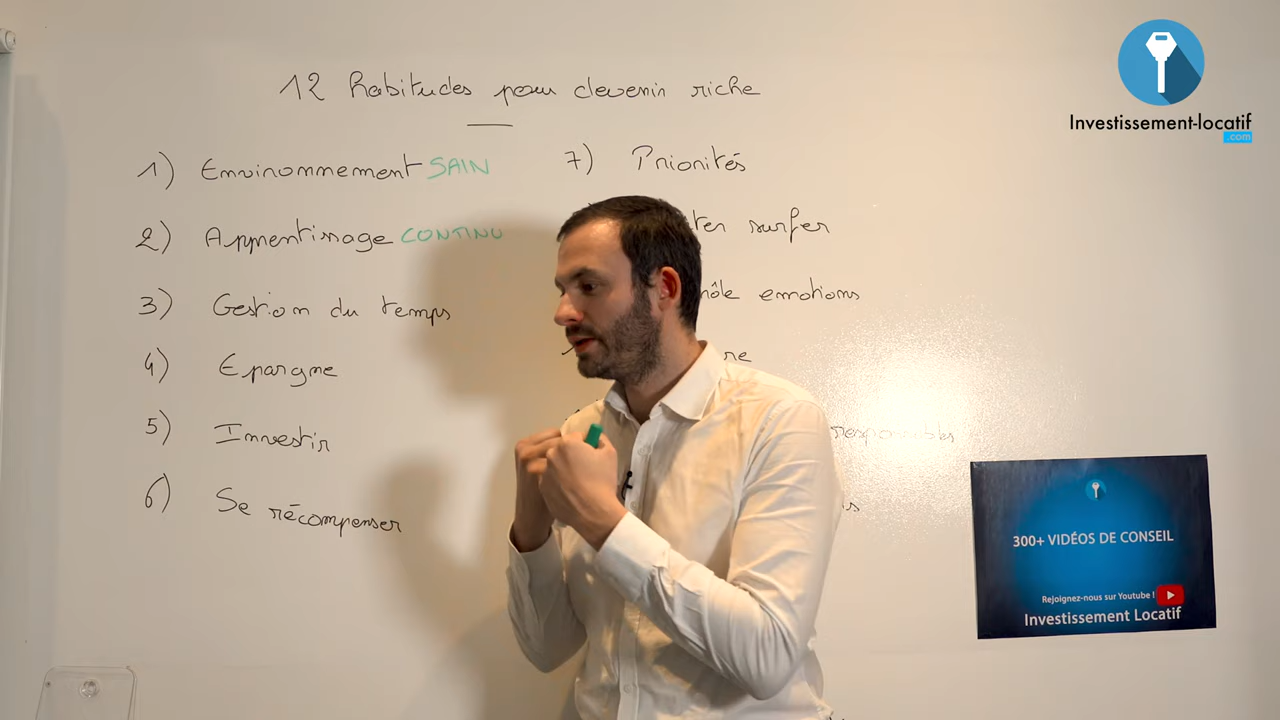 12 habitudes pour devenir riche
1) Environnement SAIN
2) Apprentissage CONTINU
3) Gestion du temps
4) Epargne
5) Investir
6) Se récompenser
7) Priorités
surfer
emotions
responsables
Investissement-locatif
.com
300+ VIDÉOS DE CONSEIL
Rejoignez-nous sur Youtube !
Investissement Locatif